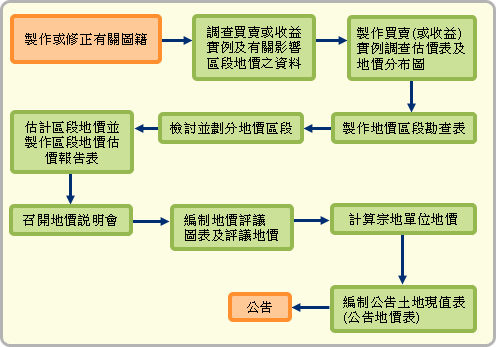 製作或修正有關圖籍
調查買賣或收益
實例及有關影響
區段地價之資料
製作買賣(或收益)
實例調查估價表及
地價分布圖
製作地價區段勘查表
檢討並劃分地價區段
估計區段地價並
製作區段地價估
價報告表
召開地價說明會
編制地價評議
圖表及評議地價
計算宗地單位地價
編制公告土地現值表
(公告地價表)
公告